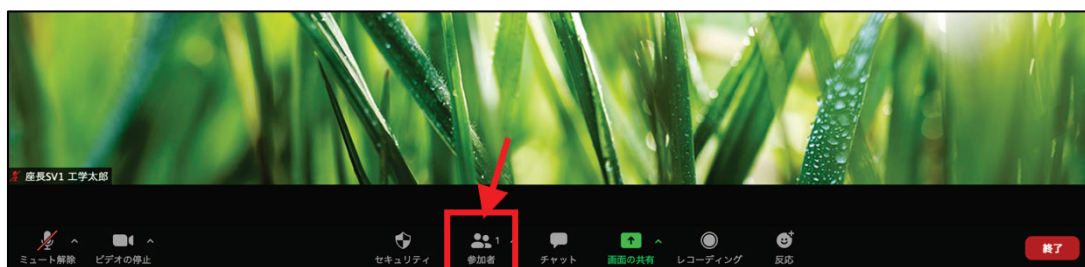 座長SV1 工学太郎
ミュート解除 ビデオの停止 セキュリティ 1 参加者 チャット 画面の共有 レコーディング 反応 終了